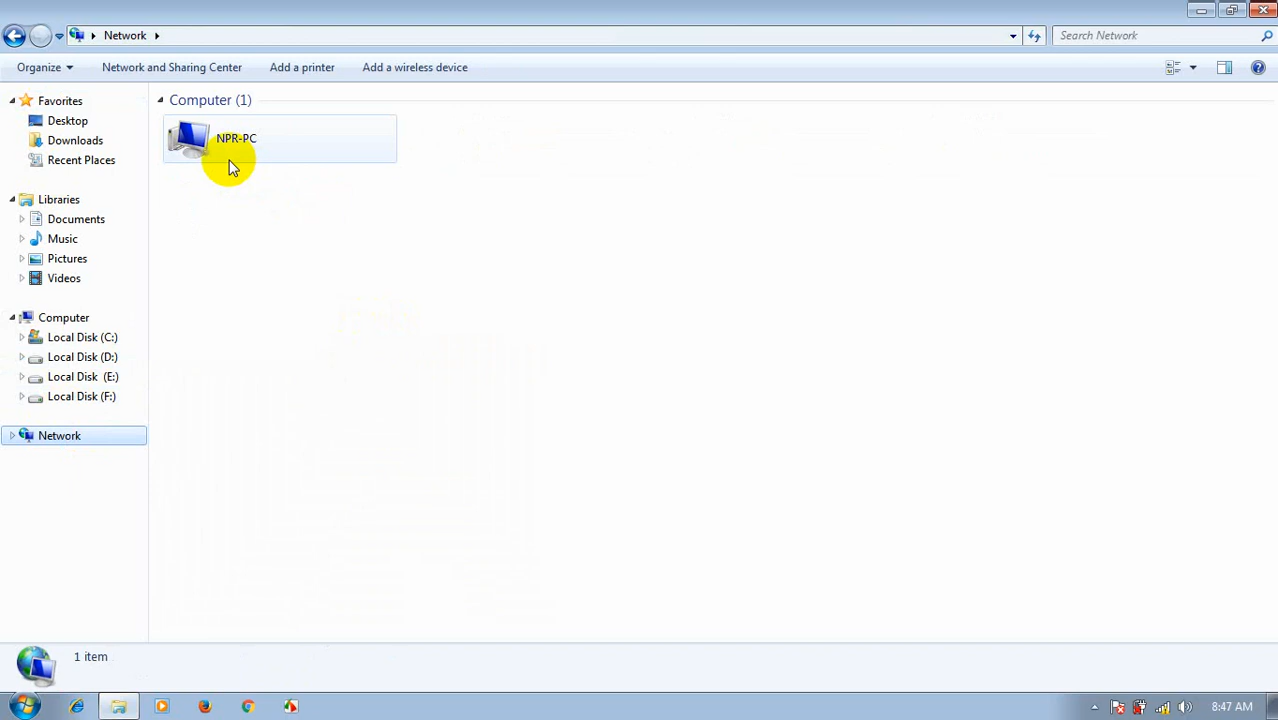 Network
Search Network
Organize
Network and Sharing Center
Add a printer
Add a wireless device
Favorites
Desktop
Downloads
Recent Places
Libraries
Documents
Music
Pictures
Videos
Computer
Local Disk (C:)
Local Disk (D:)
Local Disk (E:)
Local Disk (F:)
Network
Computer (1)
NPR-PC
1 item
8:47 AM